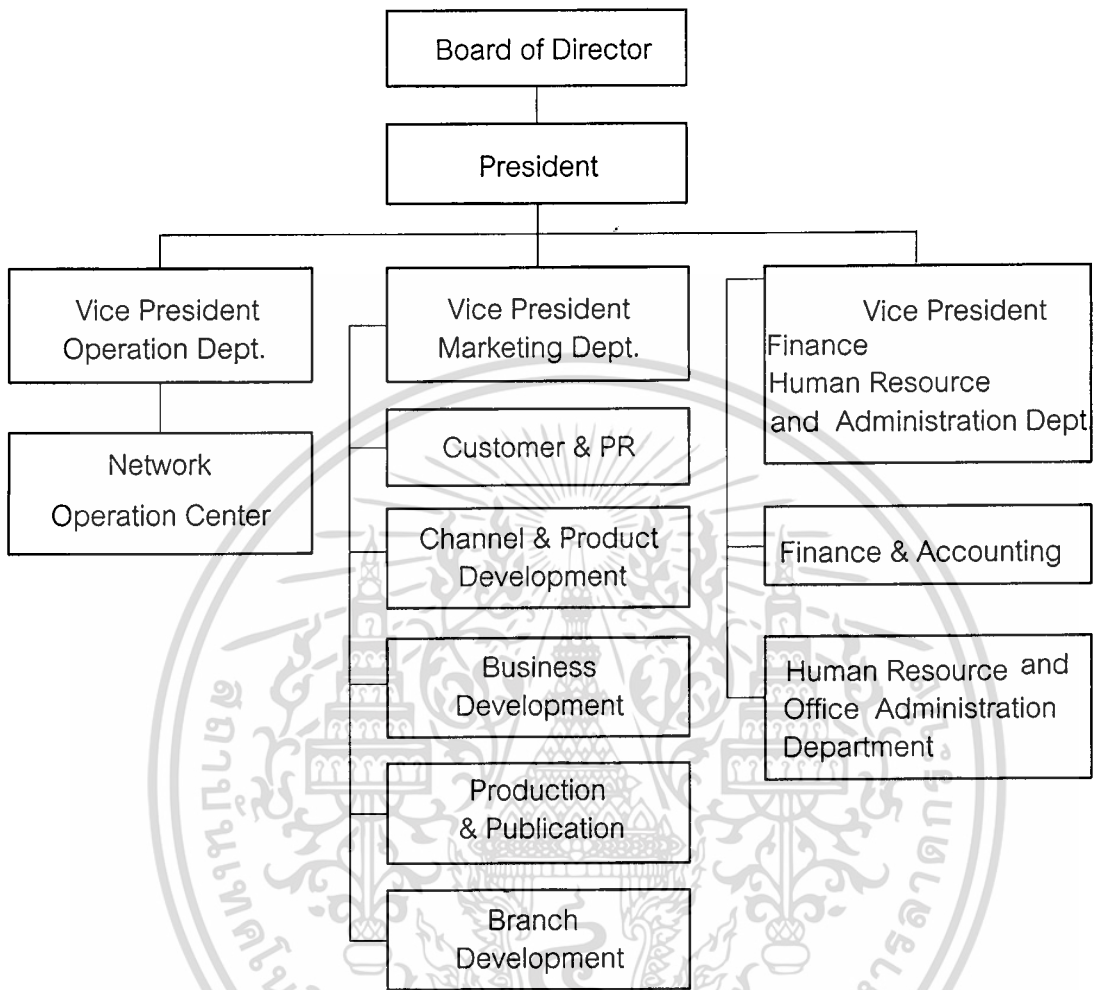 Board of Director
President
Vice President
Operation Dept.
Network
Operation Center
Vice President
Marketing Dept.
Customer & PR
Channel & Product
Development
Business
Development
Production
& Publication
Branch
Development
Vice President
Finance
Human Resource
and Administration Dept.
Finance & Accounting
Human Resource and
Office Administration
Department